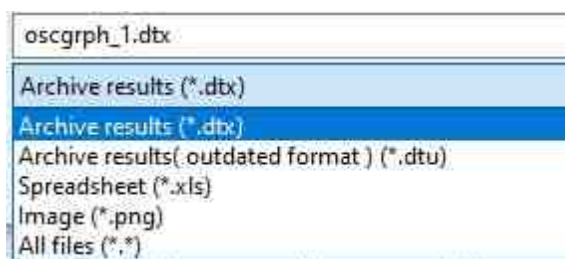 oscgrph_1.dtx
Archive results (*.dtx)
Archive results (*.dtx)
Archive results( outdated format ) (*.dtu)
Spreadsheet (*.xls)
Image (*.png)
All files (*.*)